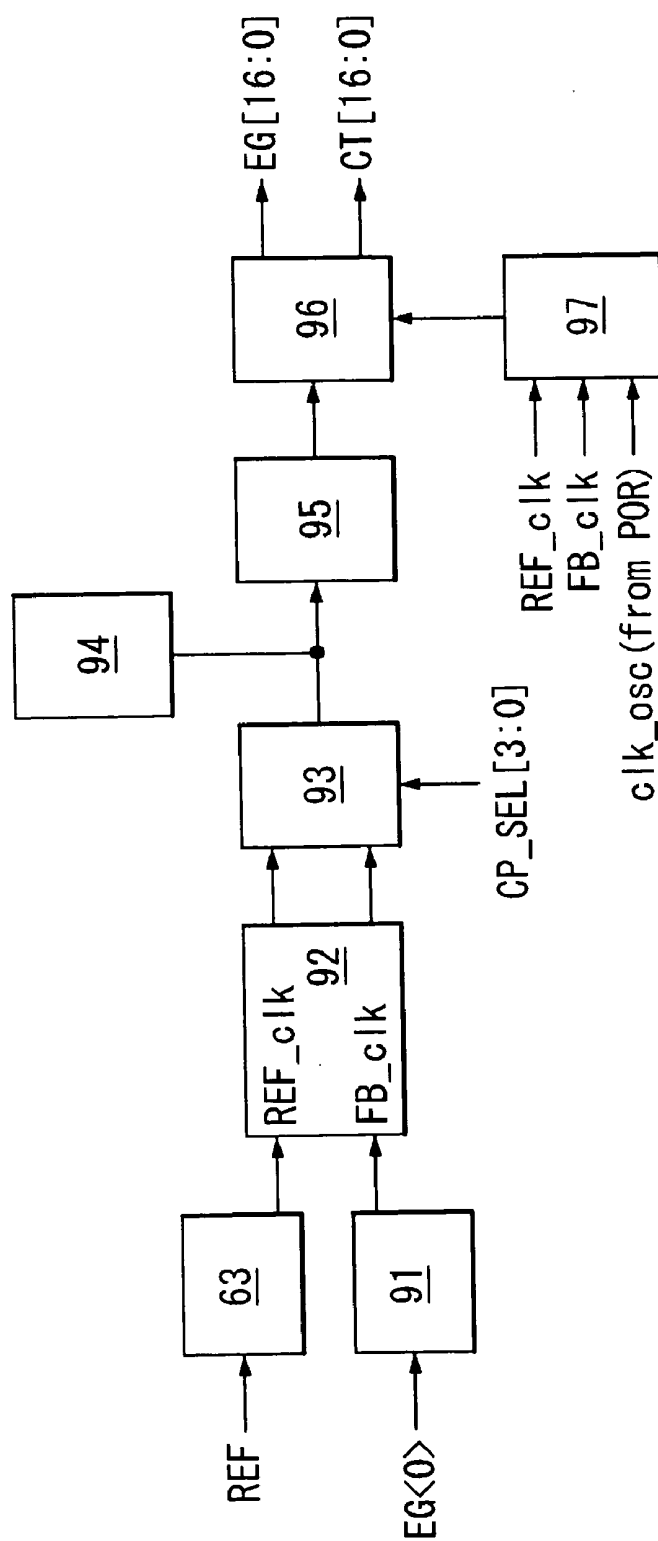 REF
63
EG<0>
91
REF_clk
FB_clk
92
93
CP_SEL[3:0]
94
95
96
EG[16:0]
CT[16:0]
97
REF_clk
FB_clk
clk_osc(from POR)